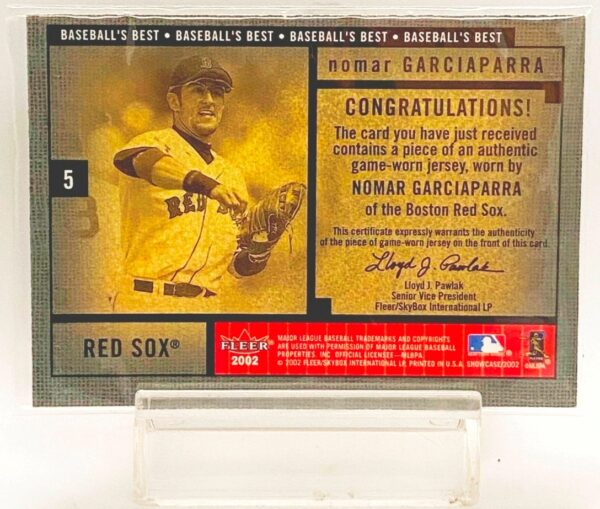 BASEBALL'S BEST • BASEBALL'S BEST • BASEBALL'S BEST • BASEBALL'S BEST
nomar GARCIAPARRA
CONGRATULATIONS!
The card you have just received
contains a piece of an authentic
game-worn jersey, worn by
NOMAR GARCIAPARRA
of the Boston Red Sox.
This certificate expressly warrants the authenticity
of the piece of game-worn jersey on the front of this card.
Lloyd J. Pawlak
Lloyd J. Pawlak
Senior Vice President
Fleer/SkyBox International LP
5
B
RED
RED SOX®
FLEER
2002
MAJOR LEAGUE BASEBALL TRADEMARKS AND COPYRIGHTS
ARE USED WITH PERMISSION OF MAJOR LEAGUE BASEBALL
PROPERTIES, INC. OFFICIAL LICENSEE—MLBPA.
© 2002 FLEER/SKYBOX INTERNATIONAL LP. PRINTED IN U.S.A. SHOWCASE/2002